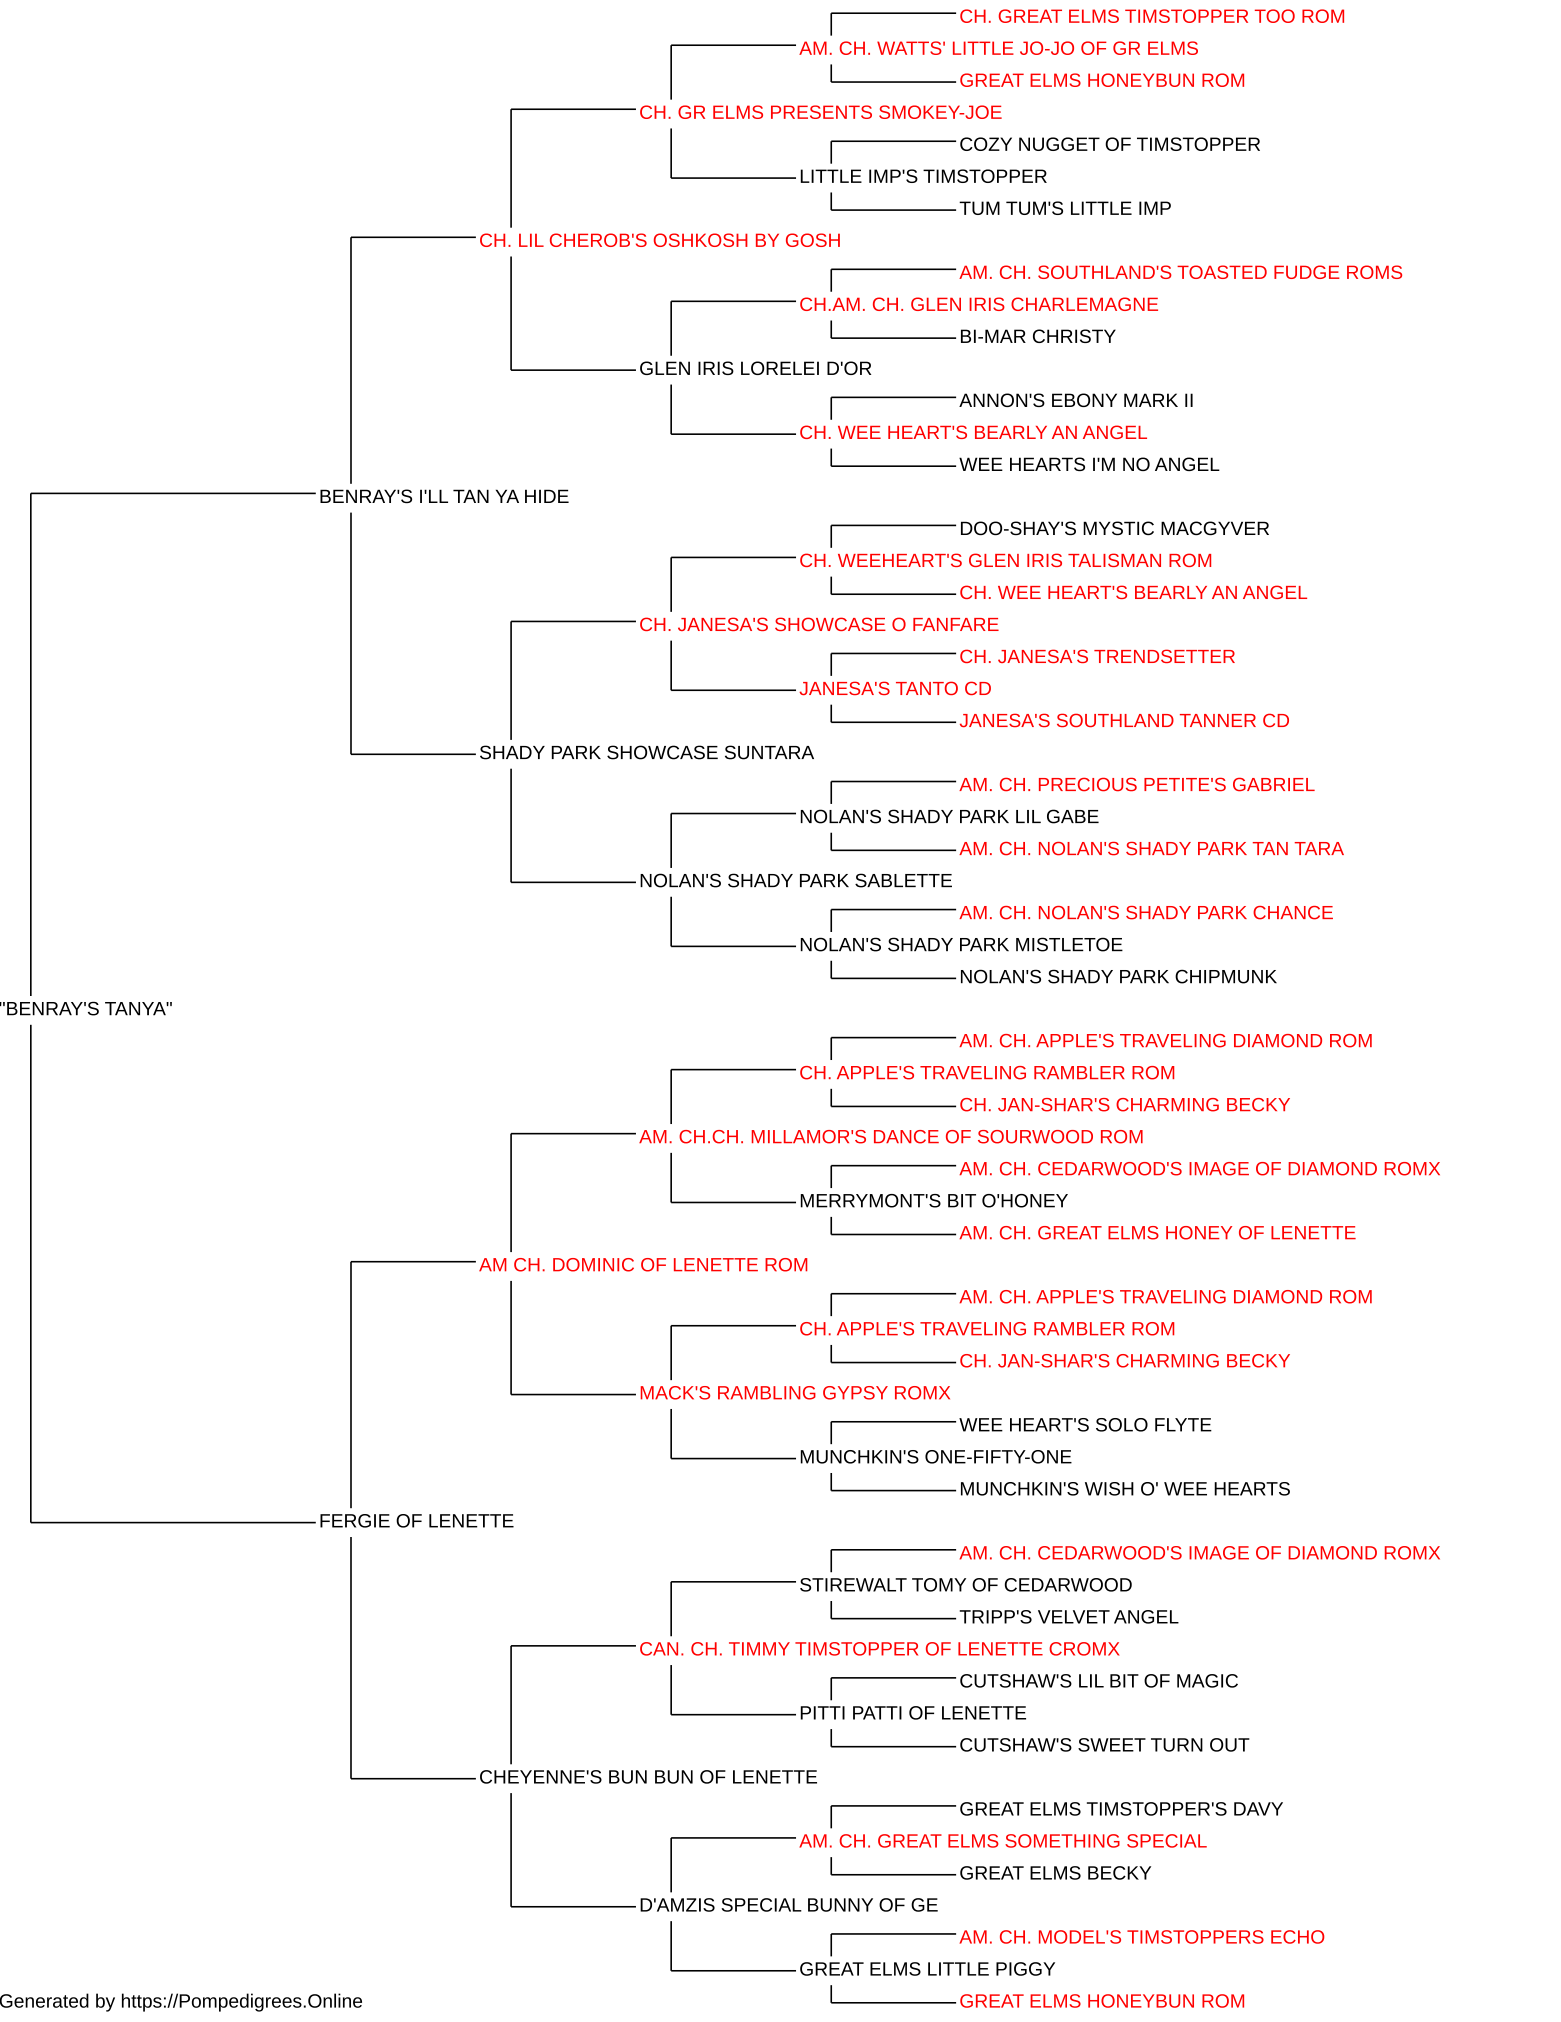 CH. GREAT ELMS TIMSTOPPER TOO ROM
AM. CH. WATTS' LITTLE JO-JO OF GR ELMS
GREAT ELMS HONEYBUN ROM
CH. GR ELMS PRESENTS SMOKEY-JOE
COZY NUGGET OF TIMSTOPPER
LITTLE IMP'S TIMSTOPPER
TUM TUM'S LITTLE IMP
CH. LIL CHEROB'S OSHKOSH BY GOSH
AM. CH. SOUTHLAND'S TOASTED FUDGE ROMS
CH.AM. CH. GLEN IRIS CHARLEMAGNE
BI-MAR CHRISTY
GLEN IRIS LORELEI D'OR
ANNON'S EBONY MARK II
CH. WEE HEART'S BEARLY AN ANGEL
WEE HEARTS I'M NO ANGEL
BENRAY'S I'LL TAN YA HIDE
DOO-SHAY'S MYSTIC MACGYVER
CH. WEEHEART'S GLEN IRIS TALISMAN ROM
CH. WEE HEART'S BEARLY AN ANGEL
CH. JANESA'S SHOWCASE O FANFARE
CH. JANESA'S TRENDSETTER
JANESA'S TANTO CD
JANESA'S SOUTHLAND TANNER CD
SHADY PARK SHOWCASE SUNTARA
AM. CH. PRECIOUS PETITE'S GABRIEL
NOLAN'S SHADY PARK LIL GABE
AM. CH. NOLAN'S SHADY PARK TAN TARA
NOLAN'S SHADY PARK SABLETTE
AM. CH. NOLAN'S SHADY PARK CHANCE
NOLAN'S SHADY PARK MISTLETOE
NOLAN'S SHADY PARK CHIPMUNK
"BENRAY'S TANYA"
AM. CH. APPLE'S TRAVELING DIAMOND ROM
CH. APPLE'S TRAVELING RAMBLER ROM
CH. JAN-SHAR'S CHARMING BECKY
AM. CH.CH. MILLAMOR'S DANCE OF SOURWOOD ROM
AM. CH. CEDARWOOD'S IMAGE OF DIAMOND ROMX
MERRYMONT'S BIT O'HONEY
AM. CH. GREAT ELMS HONEY OF LENETTE
AM CH. DOMINIC OF LENETTE ROM
AM. CH. APPLE'S TRAVELING DIAMOND ROM
CH. APPLE'S TRAVELING RAMBLER ROM
CH. JAN-SHAR'S CHARMING BECKY
MACK'S RAMBLING GYPSY ROMX
WEE HEART'S SOLO FLYTE
MUNCHKIN'S ONE-FIFTY-ONE
MUNCHKIN'S WISH O' WEE HEARTS
FERGIE OF LENETTE
AM. CH. CEDARWOOD'S IMAGE OF DIAMOND ROMX
STIREWALT TOMY OF CEDARWOOD
TRIPP'S VELVET ANGEL
CAN. CH. TIMMY TIMSTOPPER OF LENETTE CROMX
CUTSHAW'S LIL BIT OF MAGIC
PITTI PATTI OF LENETTE
CUTSHAW'S SWEET TURN OUT
CHEYENNE'S BUN BUN OF LENETTE
GREAT ELMS TIMSTOPPER'S DAVY
AM. CH. GREAT ELMS SOMETHING SPECIAL
GREAT ELMS BECKY
D'AMZIS SPECIAL BUNNY OF GE
AM. CH. MODEL'S TIMSTOPPERS ECHO
GREAT ELMS LITTLE PIGGY
GREAT ELMS HONEYBUN ROM
Generated by https://Pompedigrees.Online